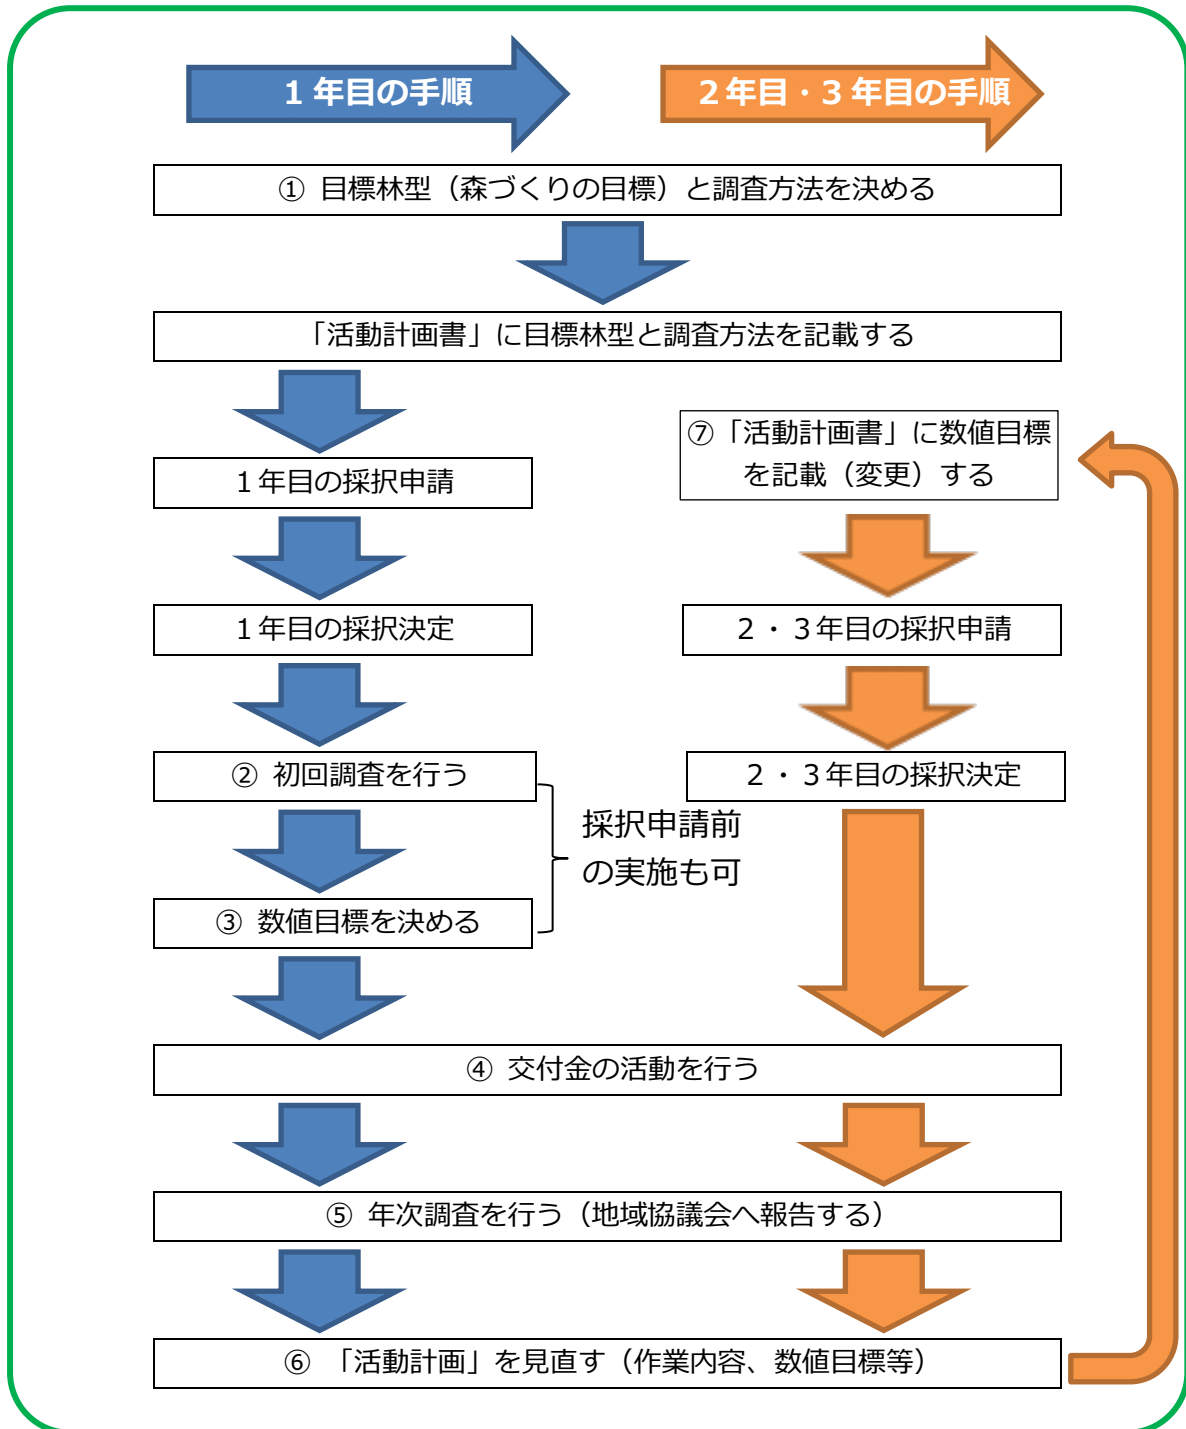 １年目の手順
２年目・３年目の手順
① 目標林型（森づくりの目標）と調査方法を決める
「活動計画書」に目標林型と調査方法を記載する
１年目の採択申請
⑦「活動計画書」に数値目標
を記載（変更）する
１年目の採択決定
２・３年目の採択申請
② 初回調査を行う
２・３年目の採択決定
採択申請前
の実施も可
③ 数値目標を決める
④ 交付金の活動を行う
⑤ 年次調査を行う（地域協議会へ報告する）
⑥ 「活動計画」を見直す（作業内容、数値目標等）